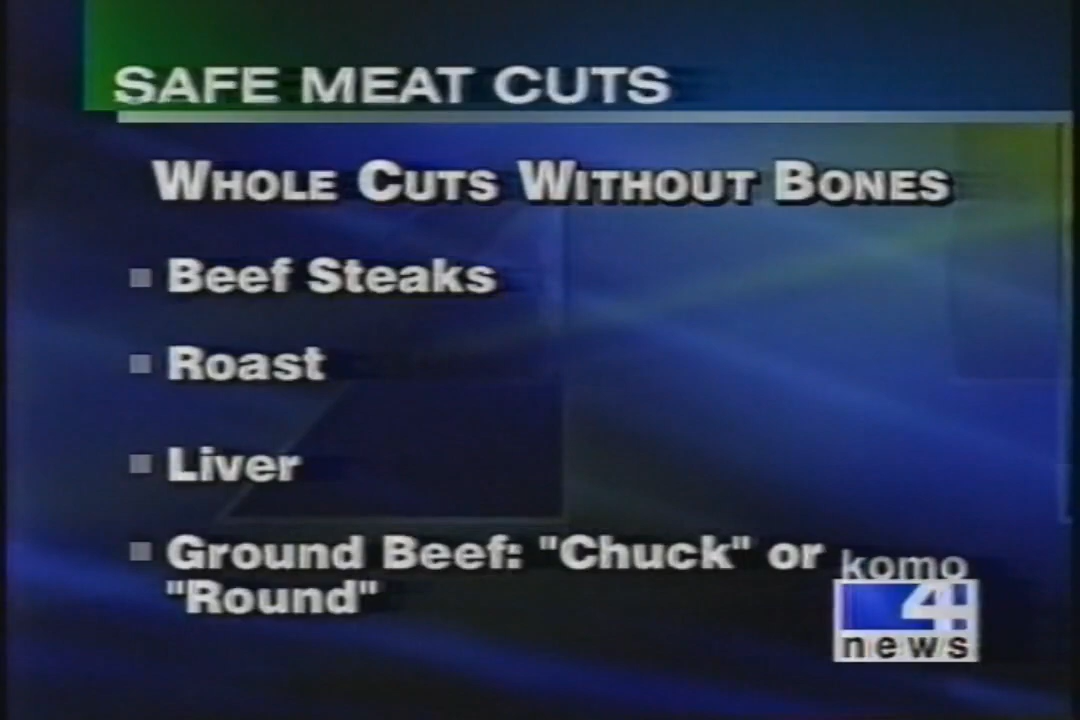 SAFE MEAT CUTS
WHOLE CUTS WITHOUT BONES
Beef Steaks
Roast
Liver
Ground Beef: "Chuck" or
"Round"
komo
4
news